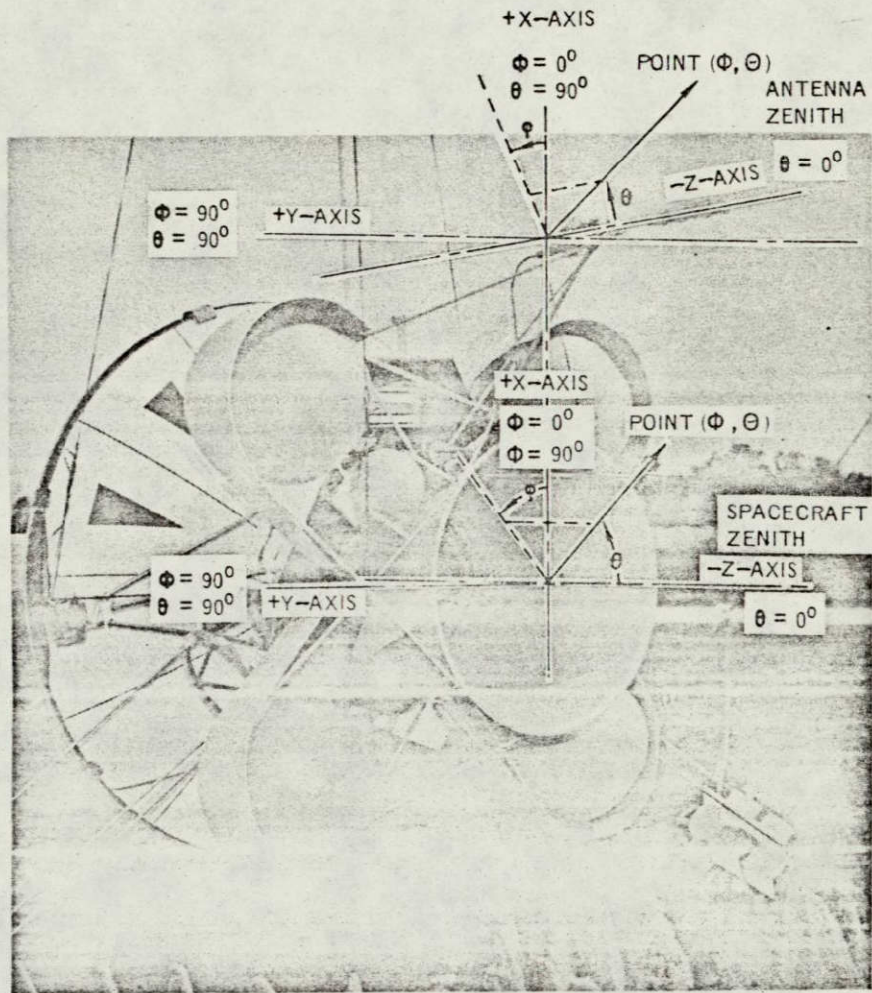 +X-AXIS
Φ = 0°
θ = 90°
POINT (Φ, Θ)
ANTENNA
ZENITH
θ = 0°
Φ
θ
-Z-AXIS
Φ = 90°
θ = 90°
+Y-AXIS
+X-AXIS
Φ = 0°
Φ = 90°
POINT (Φ, Θ)
Φ
θ
SPACECRAFT
ZENITH
-Z-AXIS
θ = 0°
Φ = 90°
θ = 90°
+Y-AXIS